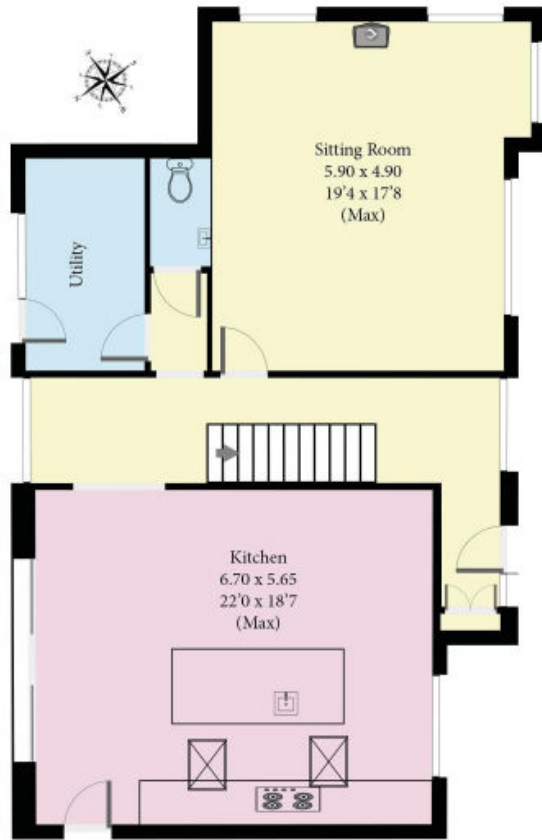 Sitting Room
5.90 x 4.90
19'4 x 17'8
(Max)
Utility
Kitchen
6.70 x 5.65
22'0 x 18'7
(Max)